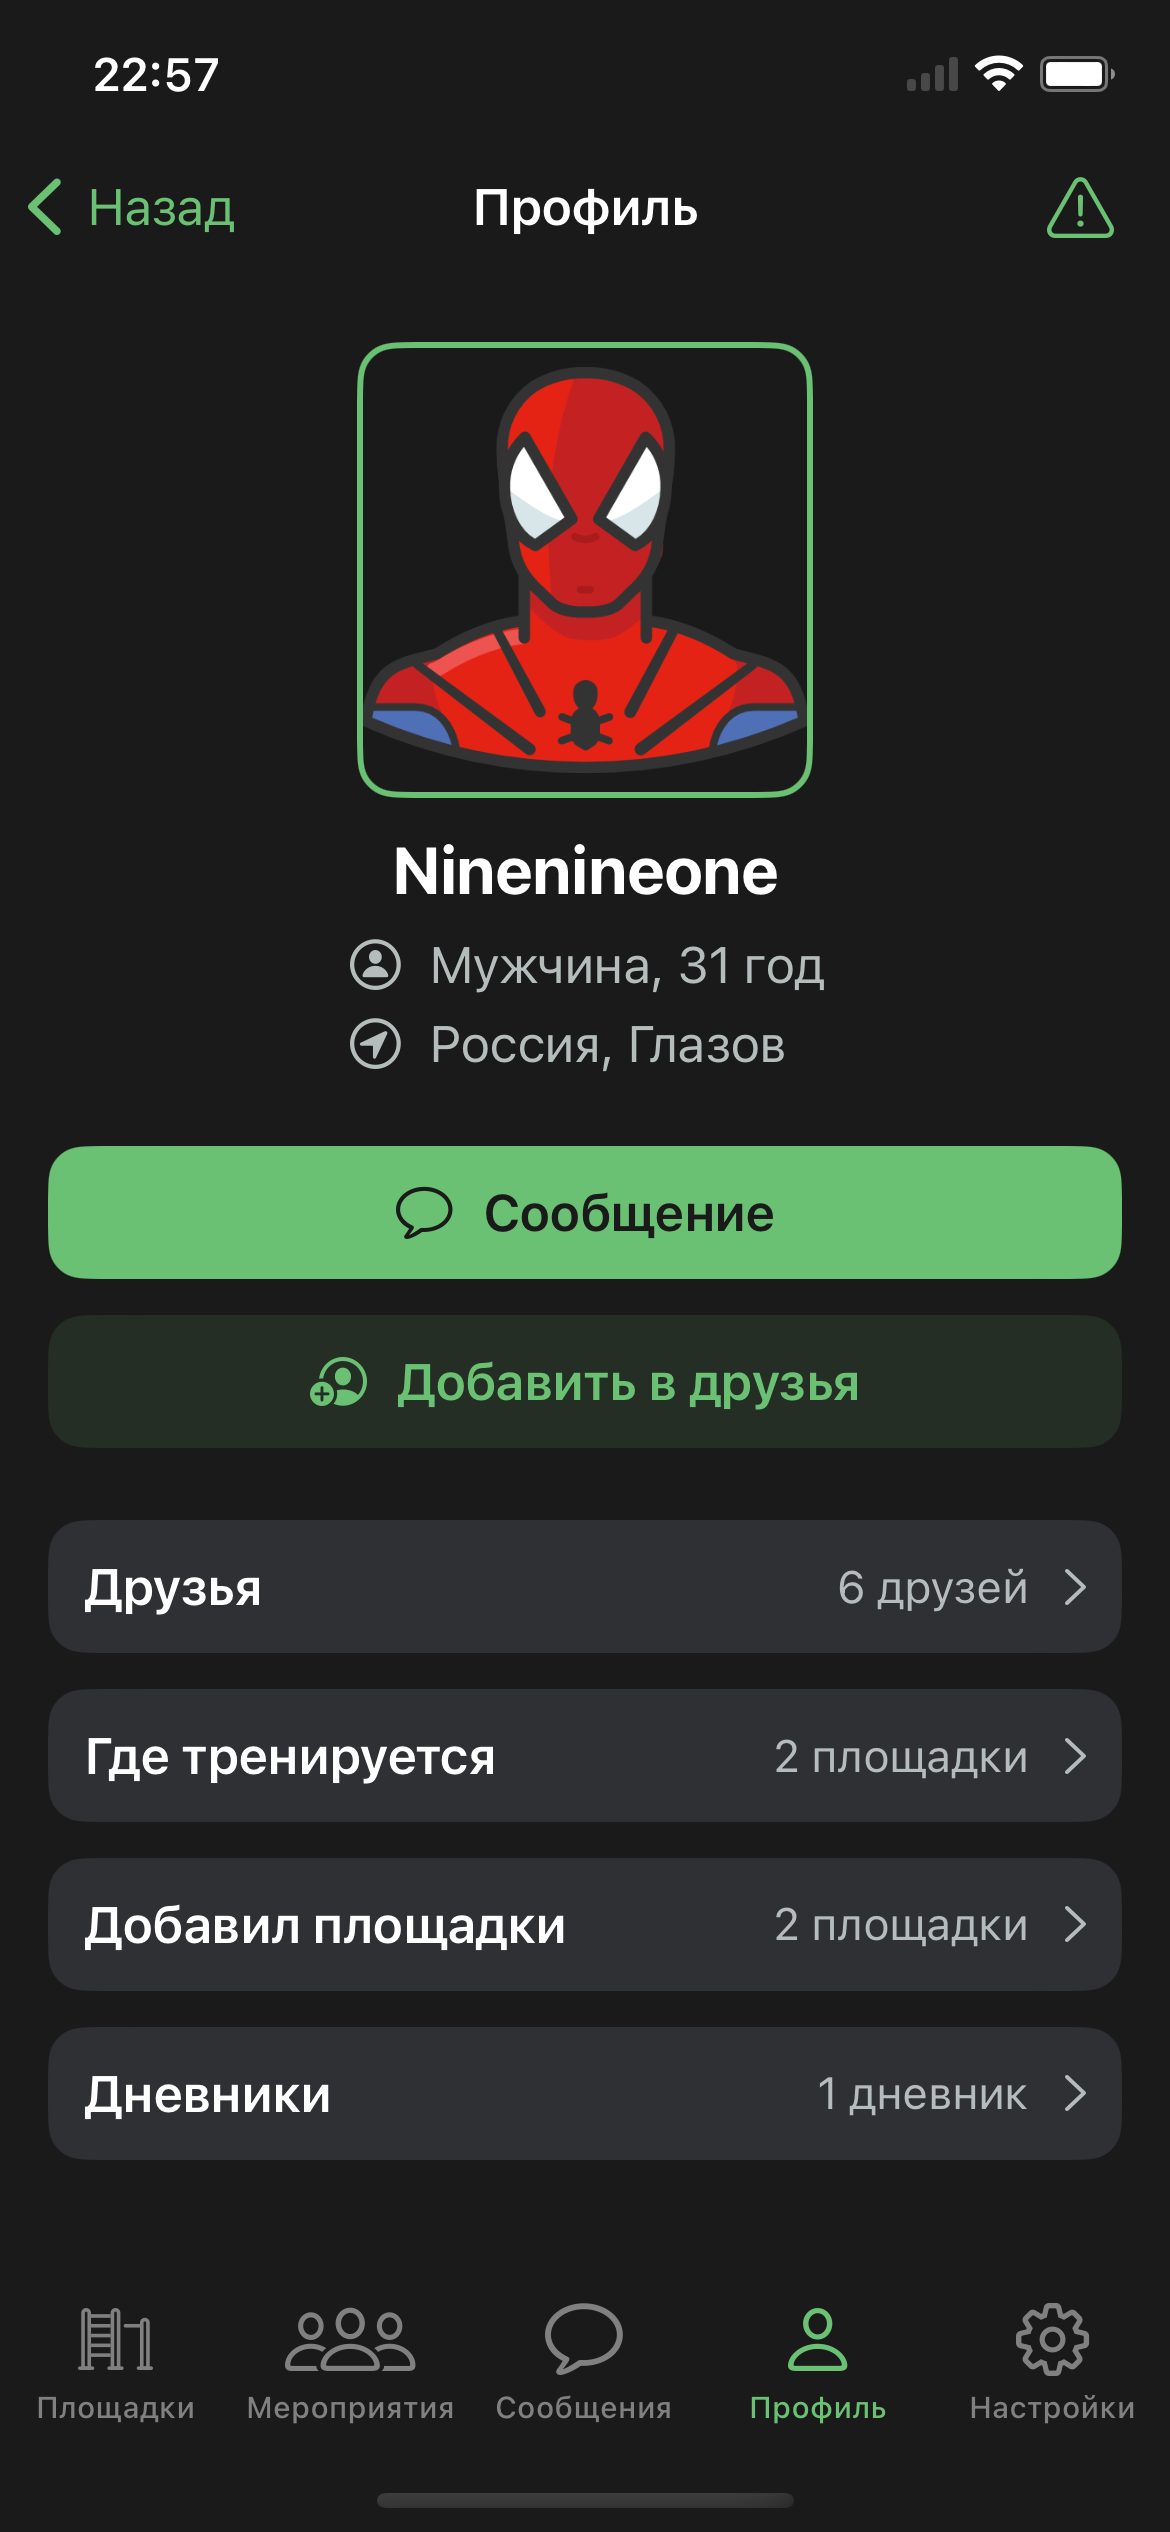 22:57
Назад
Профиль
Ninenineone
Мужчина, 31 год
Россия, Глазов
Сообщение
Добавить в друзья
Друзья 6 друзей
Где тренируется 2 площадки
Добавил площадки 2 площадки
Дневники 1 дневник
Площадки Мероприятия Сообщения Профиль Настройки